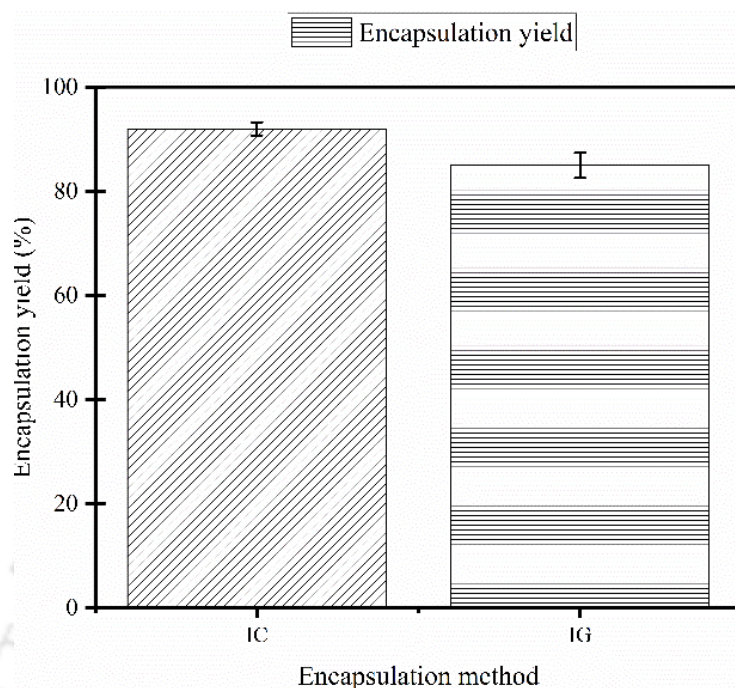 Encapsulation yield
100
80
60
40
20
0
Encapsulation yield (%)
IC
IG
Encapsulation method